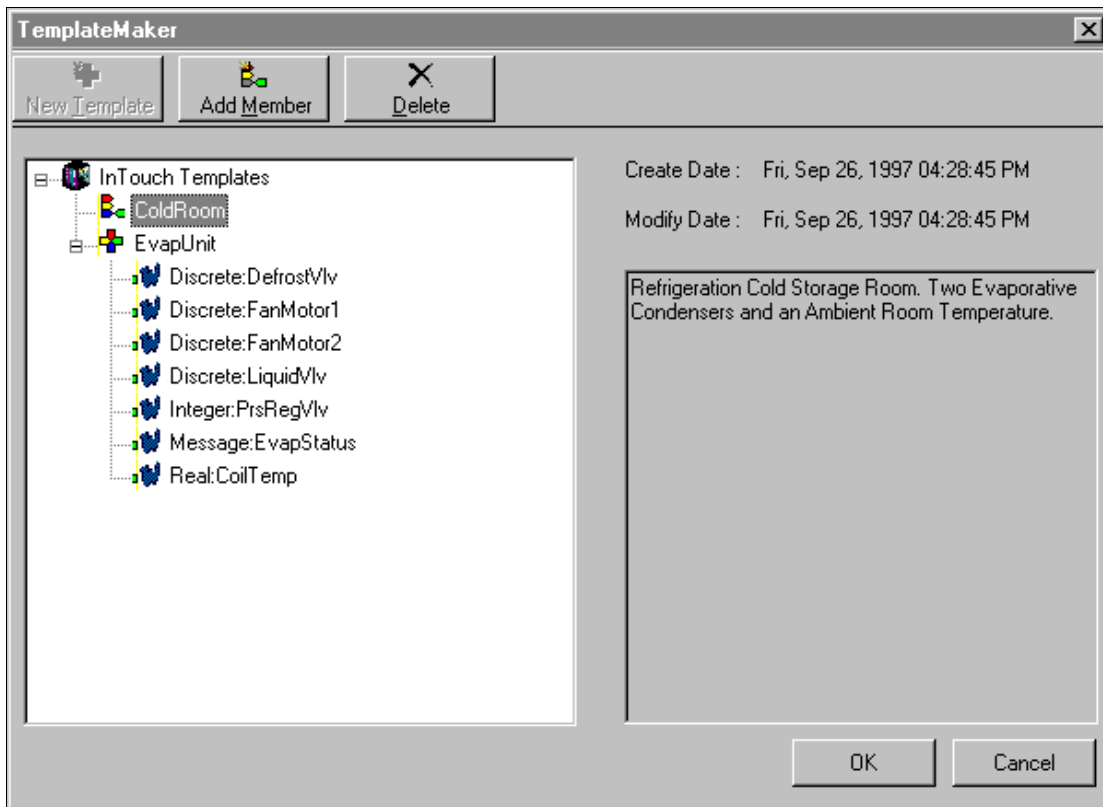 TemplateMaker
New Template
Add Member
Delete
InTouch Templates
ColdRoom
EvapUnit
Discrete:DefrostVlv
Discrete:FanMotor1
Discrete:FanMotor2
Discrete:LiquidVlv
Integer:PrsRegVlv
Message:EvapStatus
Real:CoilTemp
Create Date : Fri, Sep 26, 1997 04:28:45 PM
Modify Date : Fri, Sep 26, 1997 04:28:45 PM
Refrigeration Cold Storage Room. Two Evaporative
Condensers and an Ambient Room Temperature.
OK
Cancel